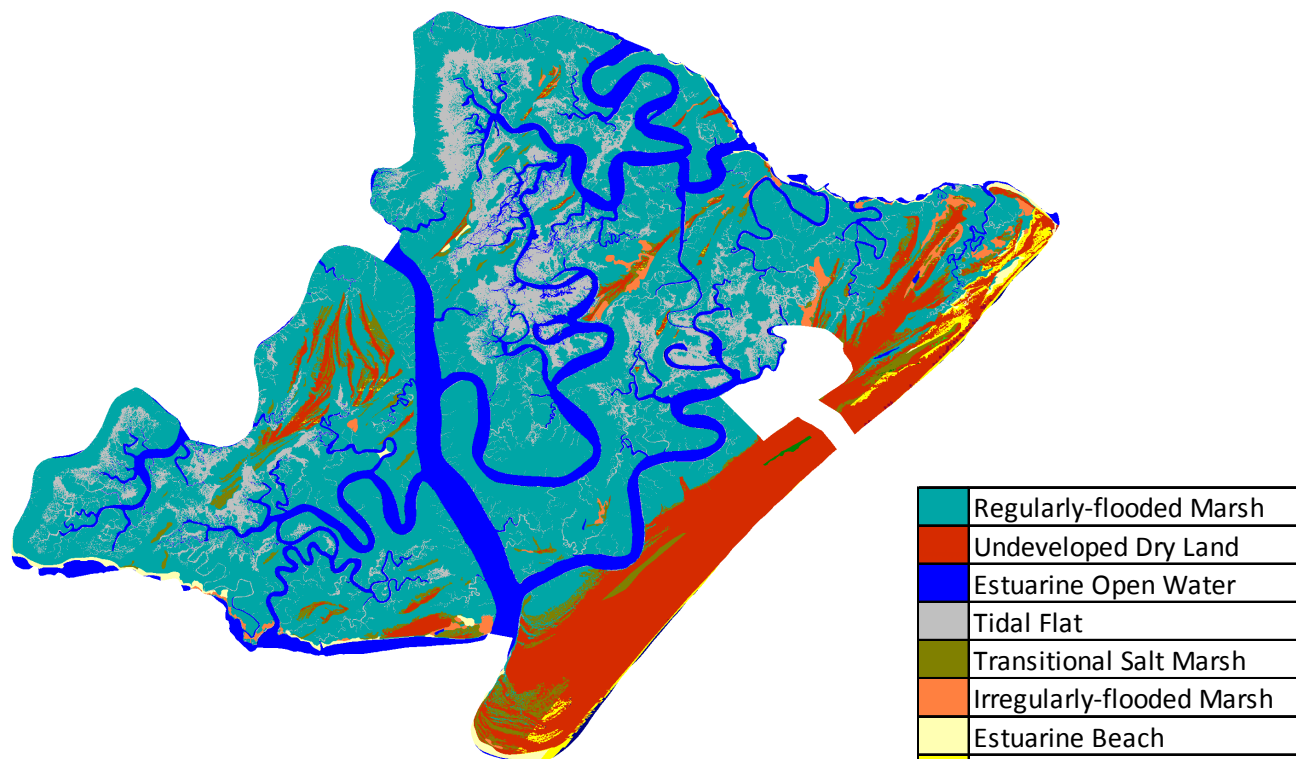 Regularly-flooded Marsh
Undeveloped Dry Land
Estuarine Open Water
Tidal Flat
Transitional Salt Marsh
Irregularly-flooded Marsh
Estuarine Beach